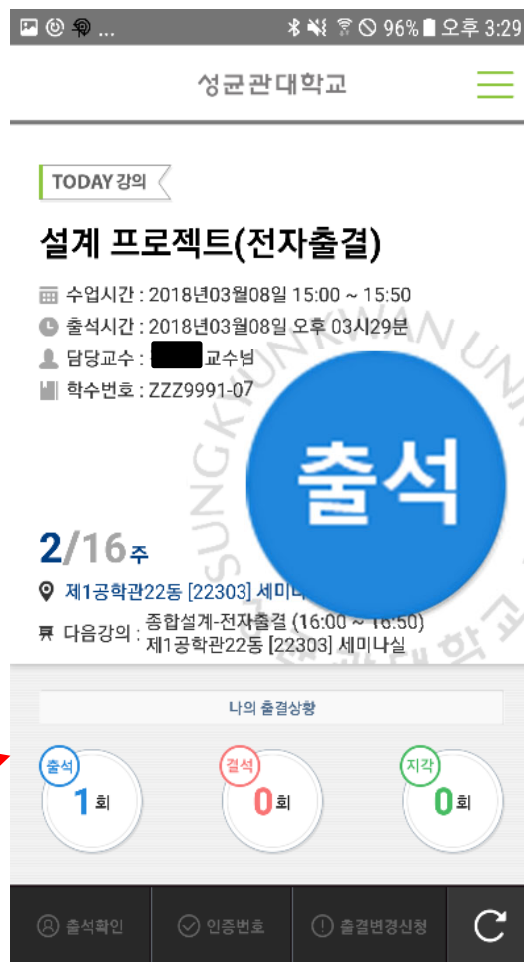 ... 96% 오후 3:29
성균관대학교
TODAY 강의
설계 프로젝트(전자출결)
수업시간 : 2018년03월08일 15:00 ~ 15:50
출석시간 : 2018년03월08일 오후 03시29분
담당교수 : 교수님
학수번호 : ZZZ9991-07
출석
2/16주
제1공학관22동 [22303] 세미나
다음강의 : 종합설계-전자출결 (16:00 ~ 16:50)
제1공학관22동 [22303] 세미나실
나의 출결상황
출석 1 회
결석 0 회
지각 0 회
출석확인 인증번호 출결변경신청